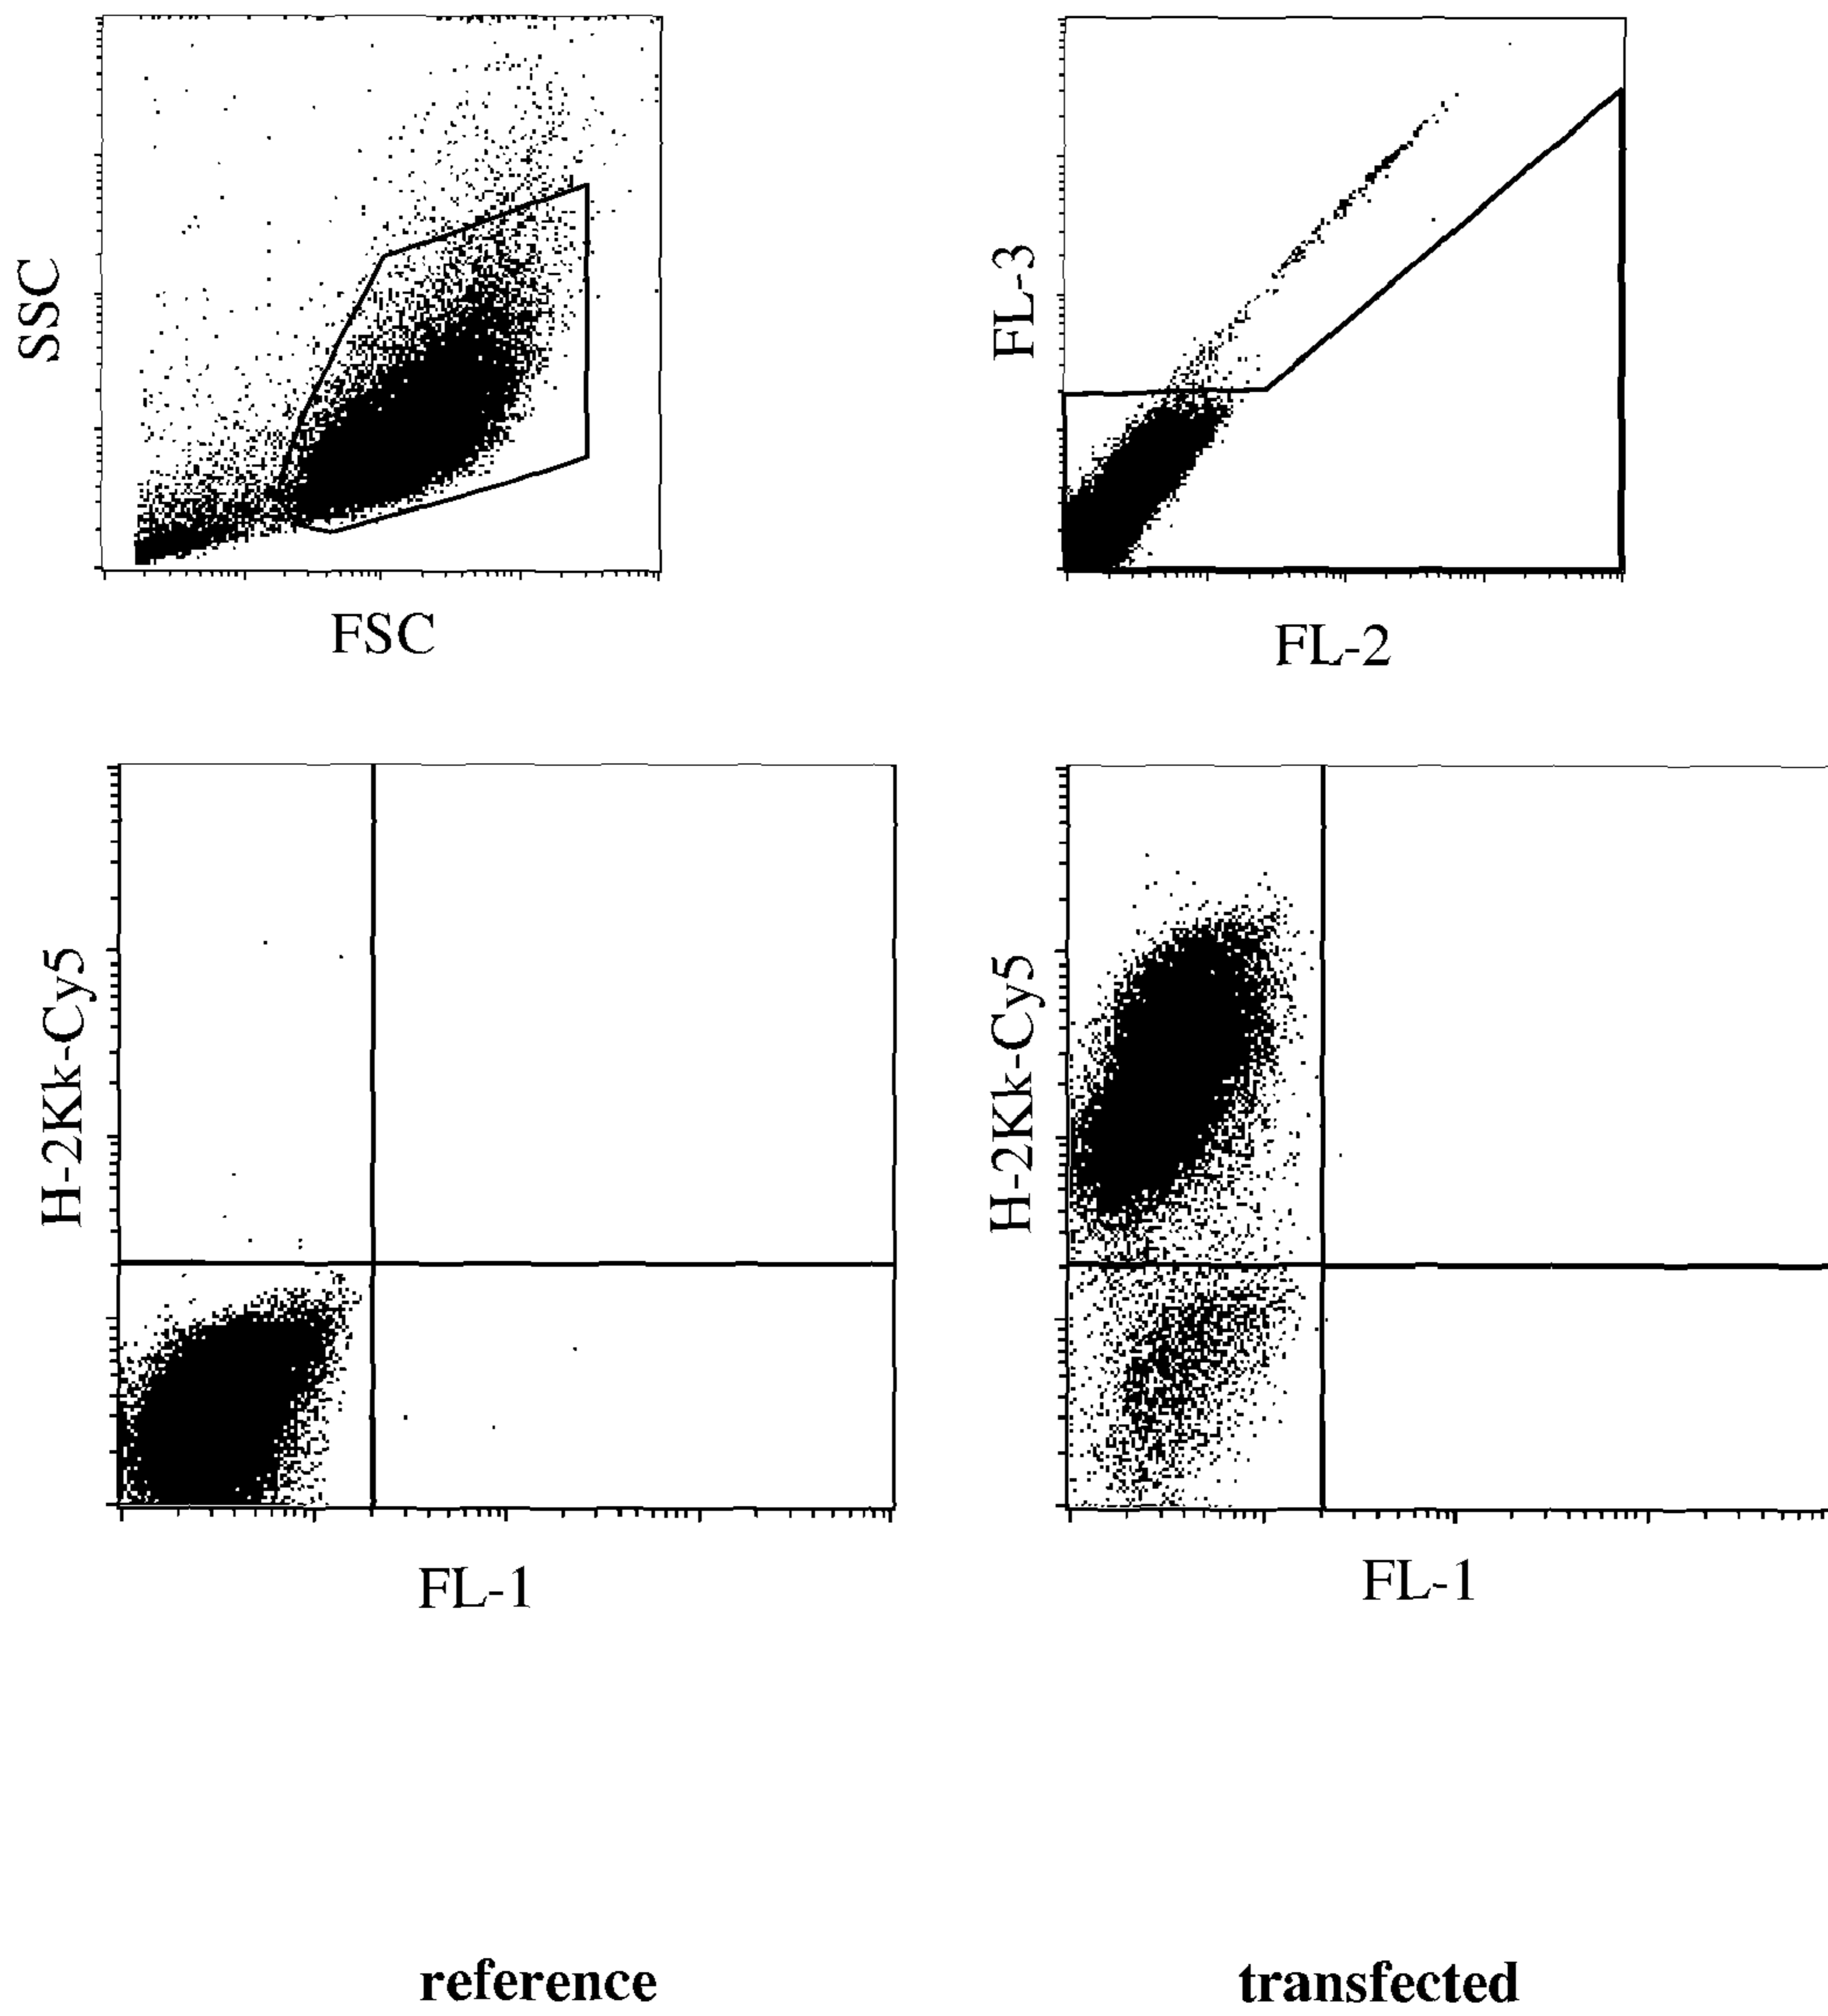 SSC
FSC
FL-3
FL-2
H-2Kk-Cy5
FL-1
H-2Kk-Cy5
FL-1
reference
transfected